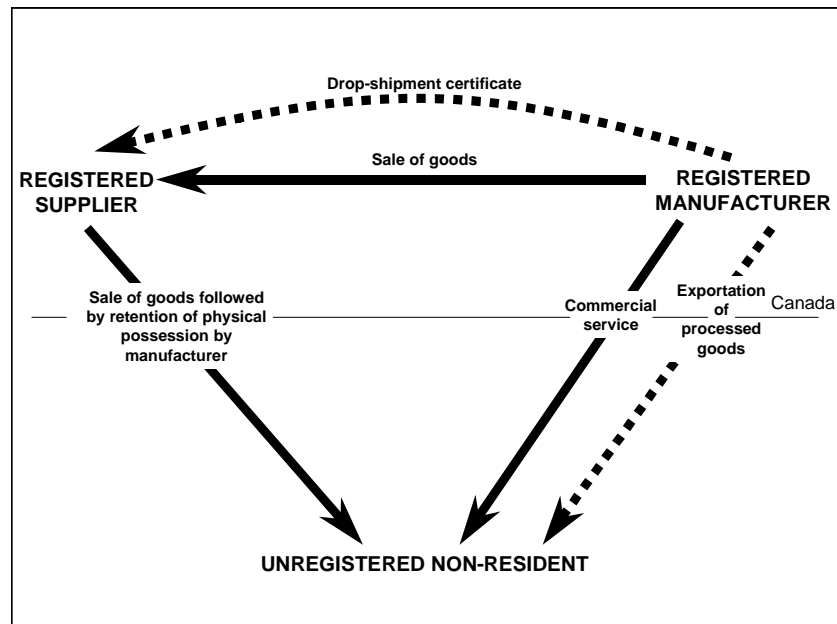 Drop-shipment certificate
Sale of goods
REGISTERED
SUPPLIER
REGISTERED
MANUFACTURER
Sale of goods followed
by retention of physical
possession by
manufacturer
Commercial
service
Exportation
of
processed
goods
Canada
UNREGISTERED NON-RESIDENT